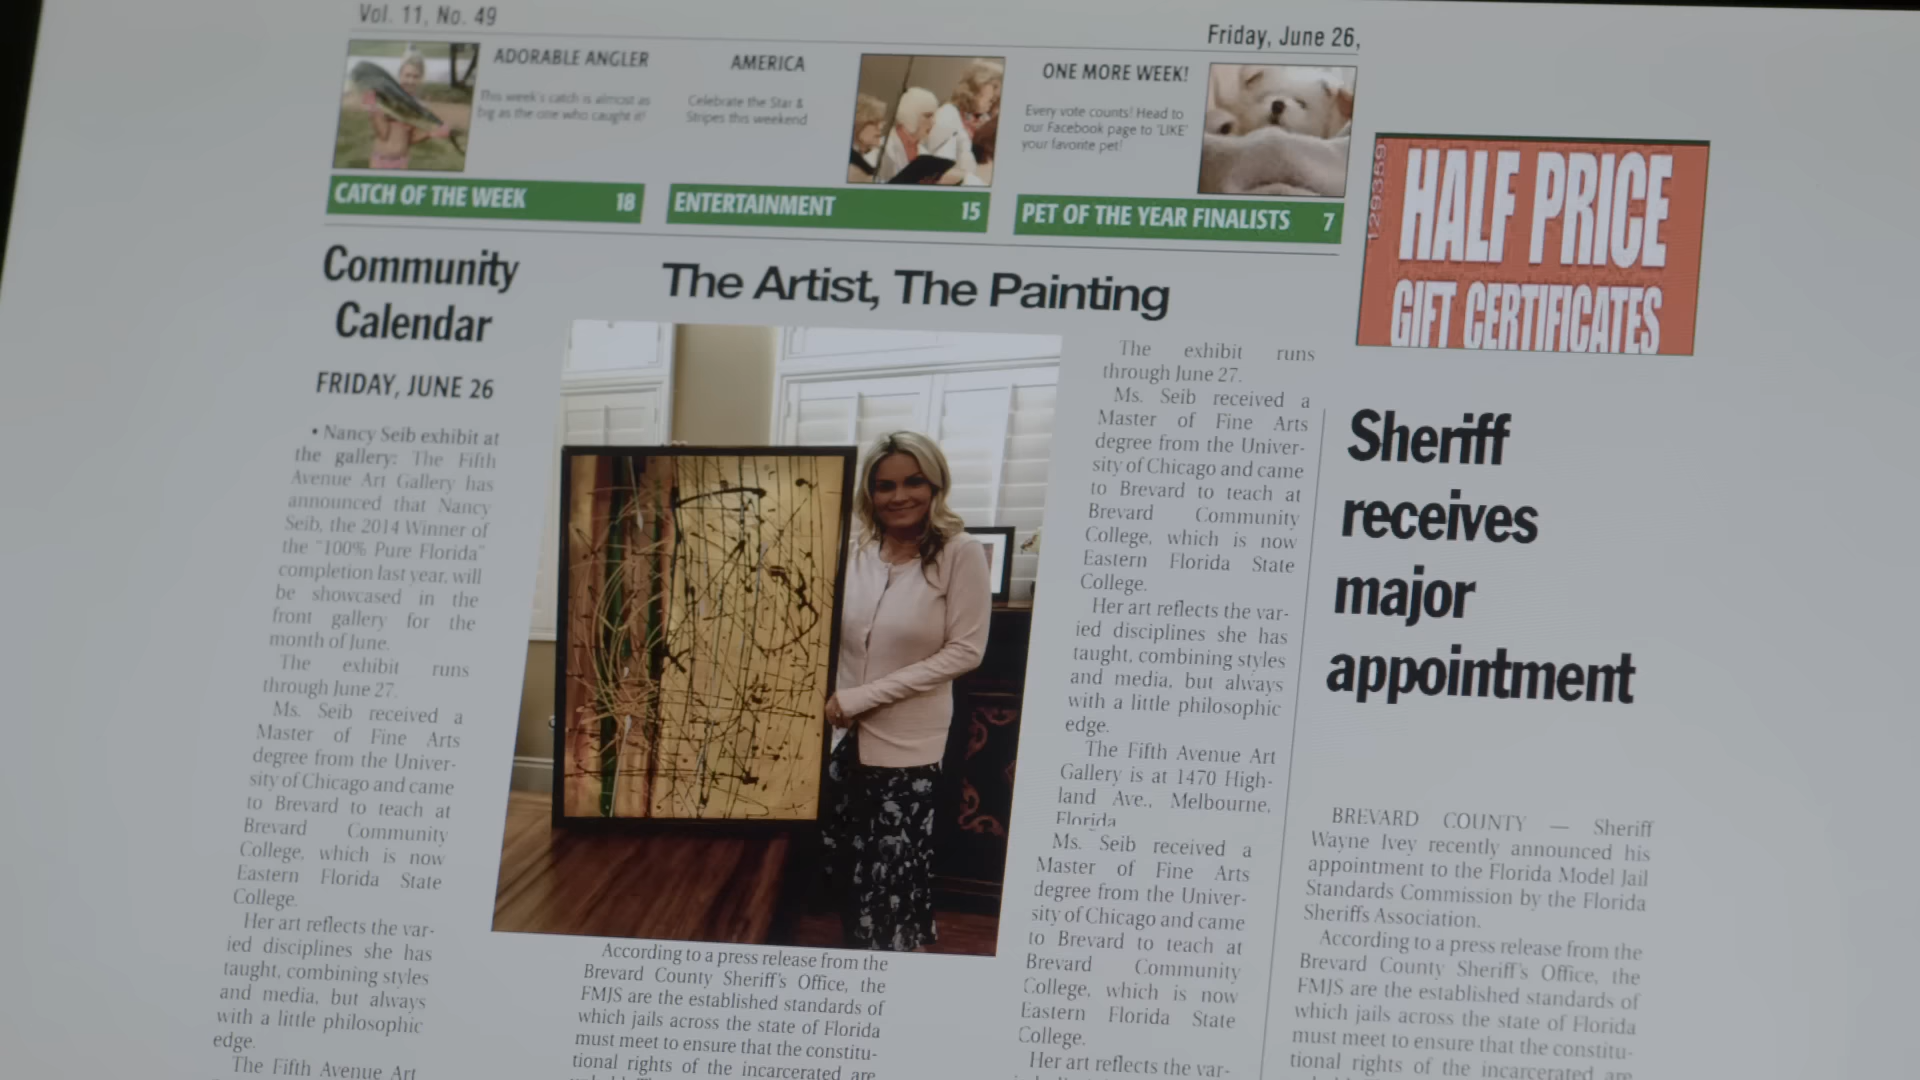 Vol. 11, No. 49
Friday, June 26,
ADORABLE ANGLER
This week's catch is almost as
big as the one who caught it!
CATCH OF THE WEEK 18
AMERICA
Celebrate the Star &
Stripes this weekend
ENTERTAINMENT 15
ONE MORE WEEK!
Every vote counts! Head to
our Facebook page to 'LIKE'
your favorite pet!
PET OF THE YEAR FINALISTS 7
129359
HALF PRICE
GIFT CERTIFICATES
Community
Calendar
FRIDAY, JUNE 26
• Nancy Seib exhibit at
the gallery: The Fifth
Avenue Art Gallery has
announced that Nancy
Seib, the 2014 Winner of
the "100% Pure Florida"
completion last year, will
be showcased in the
front gallery for the
month of June.
The exhibit runs
through June 27.
Ms. Seib received a
Master of Fine Arts
degree from the Univer-
sity of Chicago and came
to Brevard to teach at
Brevard Community
College, which is now
Eastern Florida State
College.
Her art reflects the var-
ied disciplines she has
taught, combining styles
and media, but always
with a little philosophic
edge.
The Fifth Avenue Art
The Artist, The Painting
According to a press release from the
Brevard County Sheriff's Office, the
FMJS are the established standards of
which jails across the state of Florida
must meet to ensure that the constitu-
tional rights of the incarcerated are
The exhibit runs
through June 27.
Ms. Seib received a
Master of Fine Arts
degree from the Univer-
sity of Chicago and came
to Brevard to teach at
Brevard Community
College, which is now
Eastern Florida State
College.
Her art reflects the var-
ied disciplines she has
taught, combining styles
and media, but always
with a little philosophic
edge.
The Fifth Avenue Art
Gallery is at 1470 High-
land Ave., Melbourne,
Florida
Ms. Seib received a
Master of Fine Arts
degree from the Univer-
sity of Chicago and came
to Brevard to teach at
Brevard Community
College, which is now
Eastern Florida State
College.
Her art reflects the var-
Sheriff
receives
major
appointment
BREVARD COUNTY — Sheriff
Wayne Ivey recently announced his
appointment to the Florida Model Jail
Standards Commission by the Florida
Sheriffs Association.
According to a press release from the
Brevard County Sheriff's Office, the
FMJS are the established standards of
which jails across the state of Florida
must meet to ensure that the constitu-
tional rights of the incarcerated are